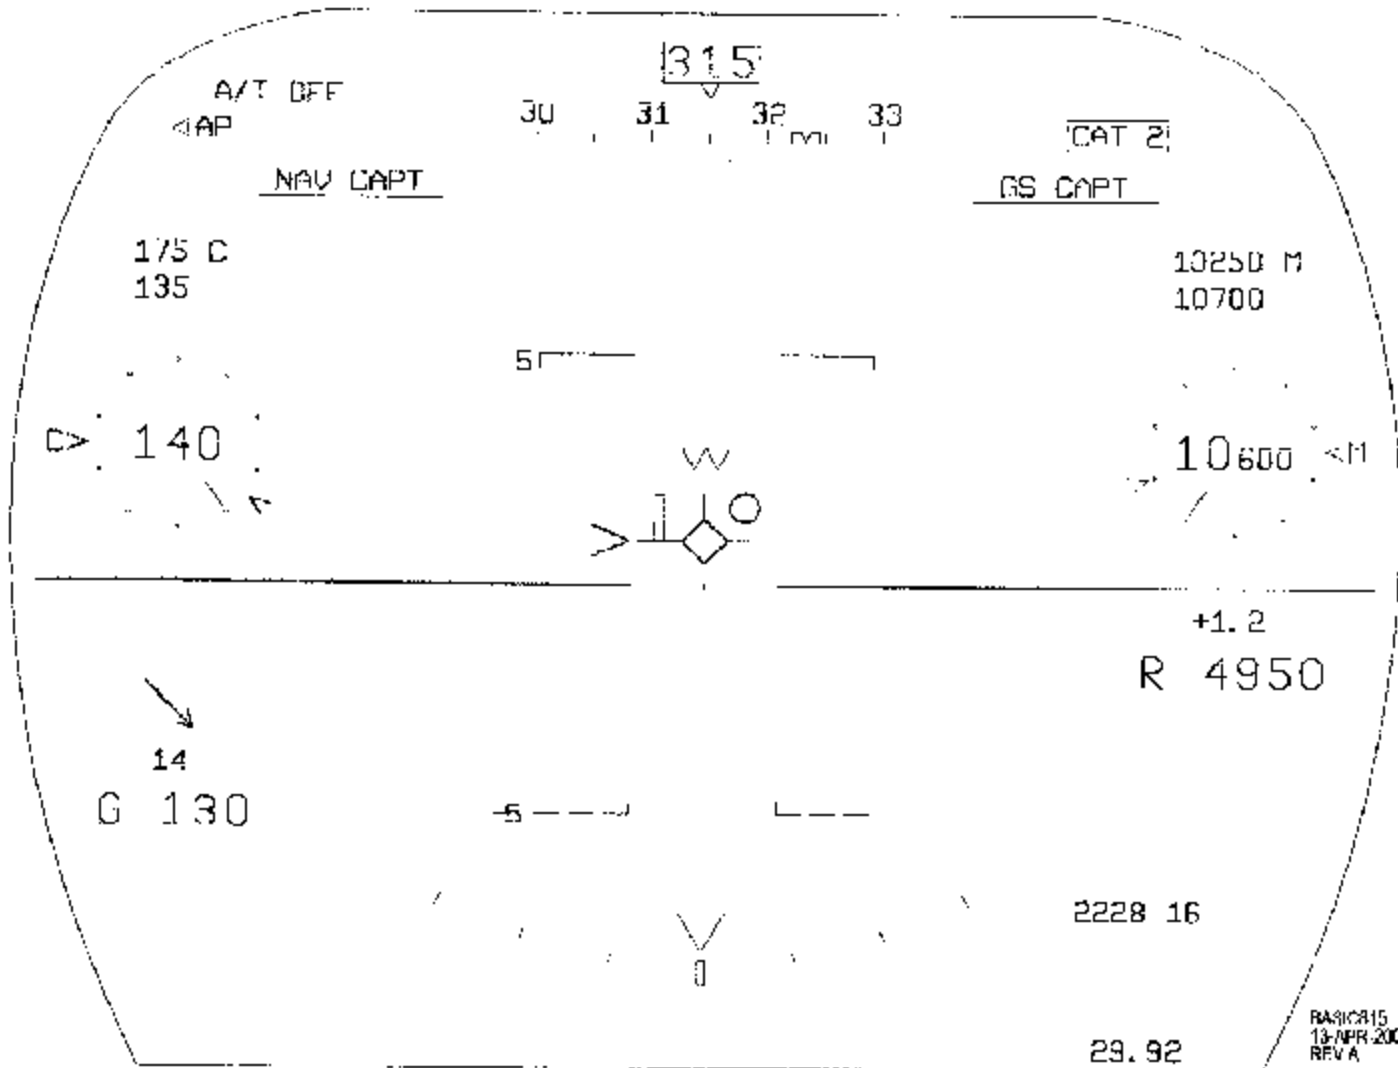 315
A/T OFF
30 31 32 33
AP
CAT 2
NAV CAPT
GS CAPT
175 C
10250 M
135
10700
5
140
10600
M
+1.2
R 4950
14
G 130
-5
2228 16
29.92
BASIC815
REV A